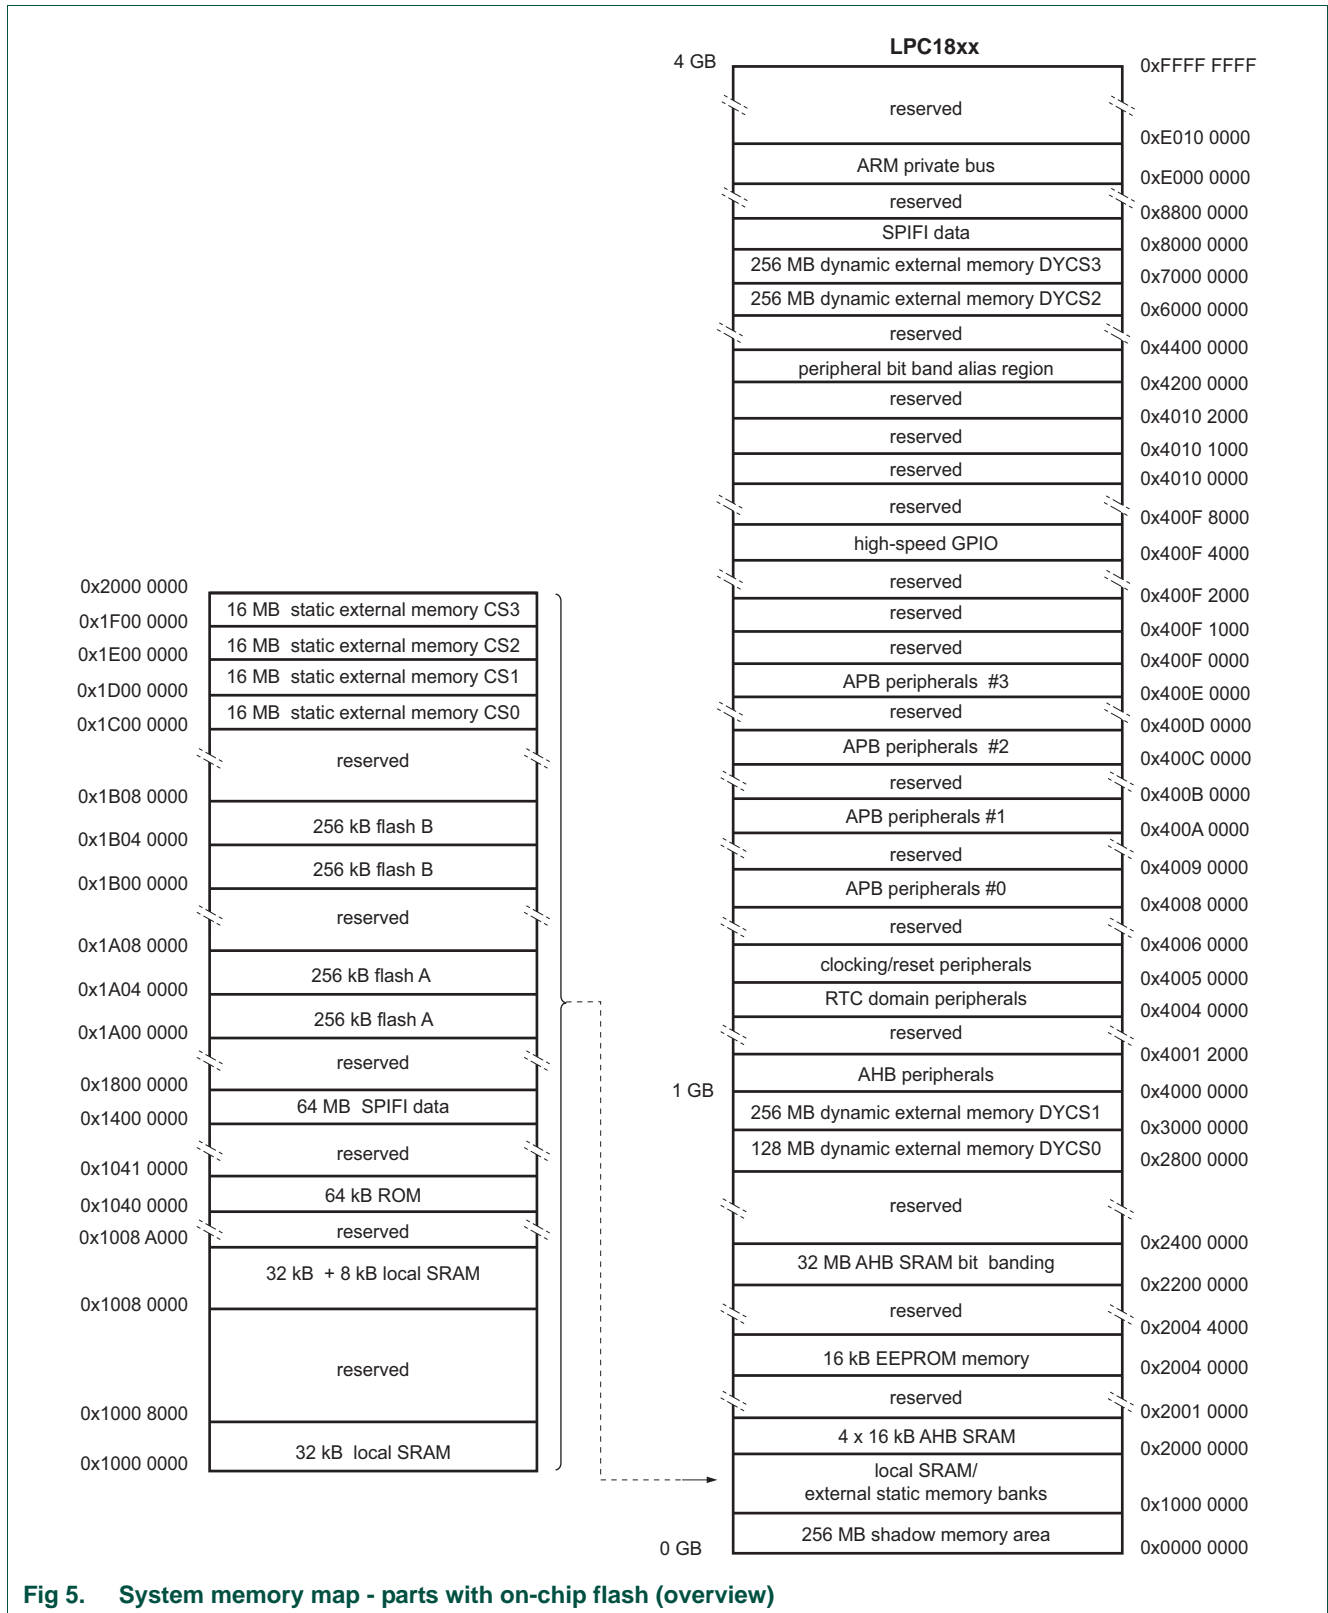 LPC18xx
4 GB
0xFFFF FFFF
reserved
0xE010 0000
ARM private bus
0xE000 0000
reserved
0x8800 0000
SPIFI data
0x8000 0000
256 MB dynamic external memory DYCS3
0x7000 0000
256 MB dynamic external memory DYCS2
0x6000 0000
reserved
0x4400 0000
peripheral bit band alias region
0x4200 0000
reserved
0x4010 2000
reserved
0x4010 1000
reserved
0x4010 0000
reserved
0x400F 8000
high-speed GPIO
0x400F 4000
reserved
0x400F 2000
reserved
0x400F 1000
reserved
0x400F 0000
APB peripherals #3
0x400E 0000
reserved
0x400D 0000
APB peripherals #2
0x400C 0000
reserved
0x400B 0000
APB peripherals #1
0x400A 0000
reserved
0x4009 0000
APB peripherals #0
0x4008 0000
reserved
0x4006 0000
clocking/reset peripherals
0x4005 0000
RTC domain peripherals
0x4004 0000
reserved
0x4001 2000
AHB peripherals
1 GB
0x4000 0000
256 MB dynamic external memory DYCS1
0x3000 0000
128 MB dynamic external memory DYCS0
0x2800 0000
reserved
0x2400 0000
32 MB AHB SRAM bit banding
0x2200 0000
reserved
0x2004 4000
16 kB EEPROM memory
0x2004 0000
reserved
0x2001 0000
4 x 16 kB AHB SRAM
0x2000 0000
local SRAM/
external static memory banks
0x1000 0000
256 MB shadow memory area
0 GB
0x0000 0000
0x2000 0000
16 MB static external memory CS3
0x1F00 0000
16 MB static external memory CS2
0x1E00 0000
16 MB static external memory CS1
0x1D00 0000
16 MB static external memory CS0
0x1C00 0000
reserved
0x1B08 0000
256 kB flash B
0x1B04 0000
256 kB flash B
0x1B00 0000
reserved
0x1A08 0000
256 kB flash A
0x1A04 0000
256 kB flash A
0x1A00 0000
reserved
0x1800 0000
64 MB SPIFI data
0x1400 0000
reserved
0x1041 0000
64 kB ROM
0x1040 0000
reserved
0x1008 A000
32 kB + 8 kB local SRAM
0x1008 0000
reserved
0x1000 8000
32 kB local SRAM
0x1000 0000
Fig 5. System memory map - parts with on-chip flash (overview)